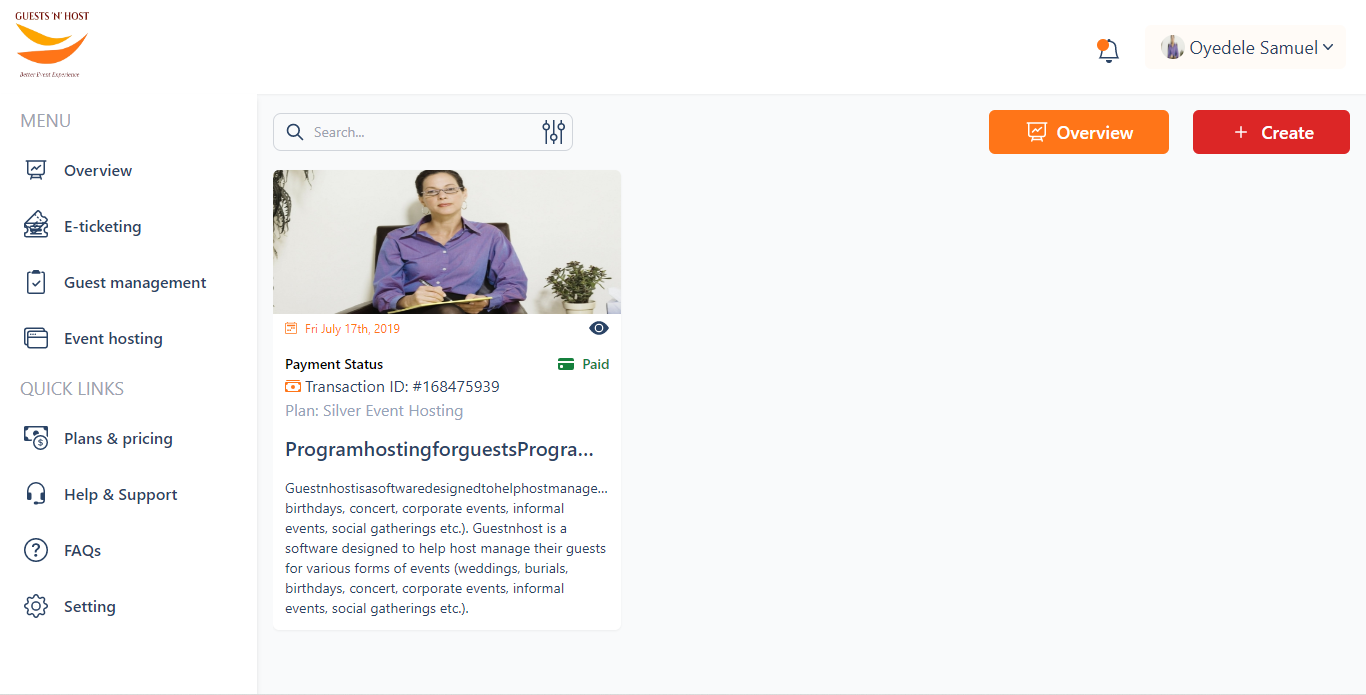 GUESTS 'N' HOST
Better Event Experience
Oyedele Samuel
MENU
Overview
E-ticketing
Guest management
Event hosting
QUICK LINKS
Plans & pricing
Help & Support
FAQs
Setting
Search...
Overview
+ Create
Fri July 17th, 2019
Payment Status
Paid
Transaction ID: #168475939
Plan: Silver Event Hosting
ProgramhostingforguestsProgra...
Guestnhostisasoftwaredesignedtohelphostmanage...
birthdays, concert, corporate events, informal
events, social gatherings etc.). Guestnhost is a
software designed to help host manage their guests
for various forms of events (weddings, burials,
birthdays, concert, corporate events, informal
events, social gatherings etc.).